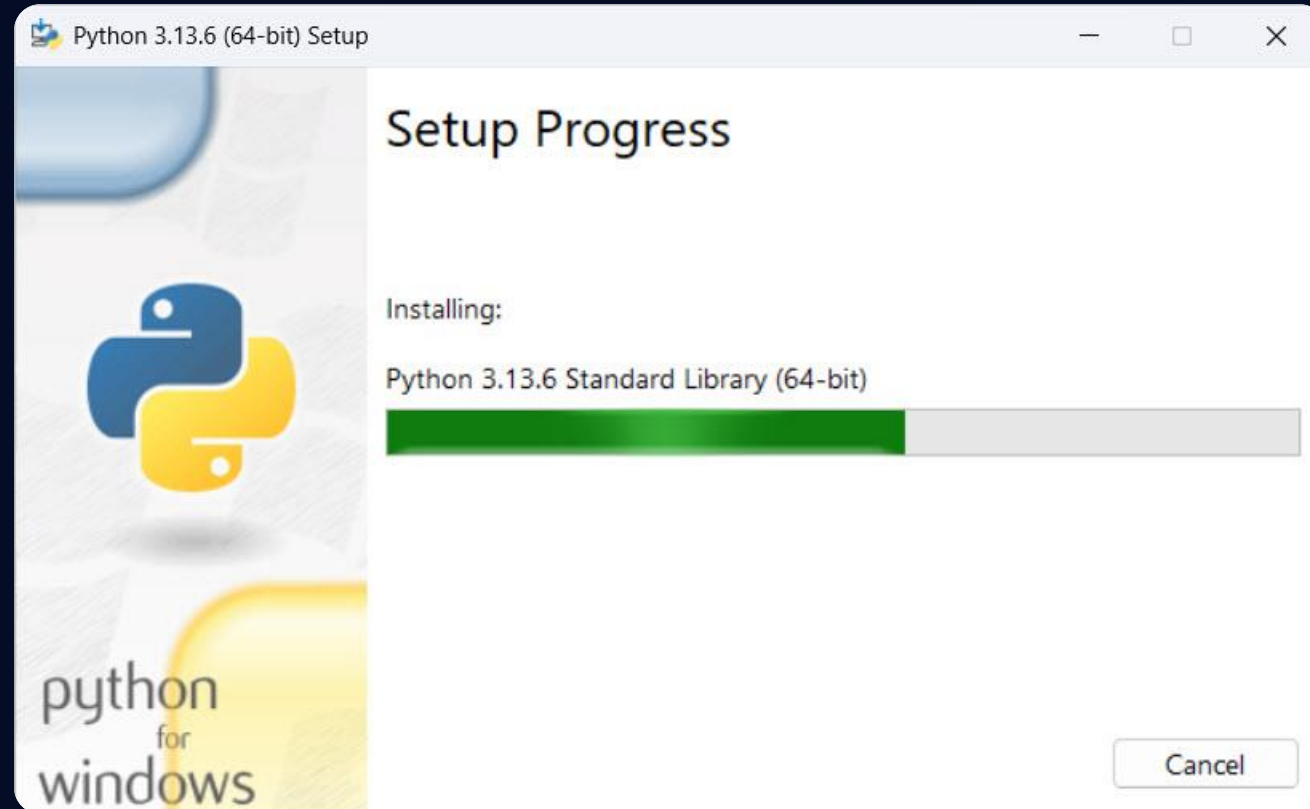 Python 3.13.6 (64-bit) Setup
Setup Progress
Installing:
Python 3.13.6 Standard Library (64-bit)
python
for
windows
Cancel